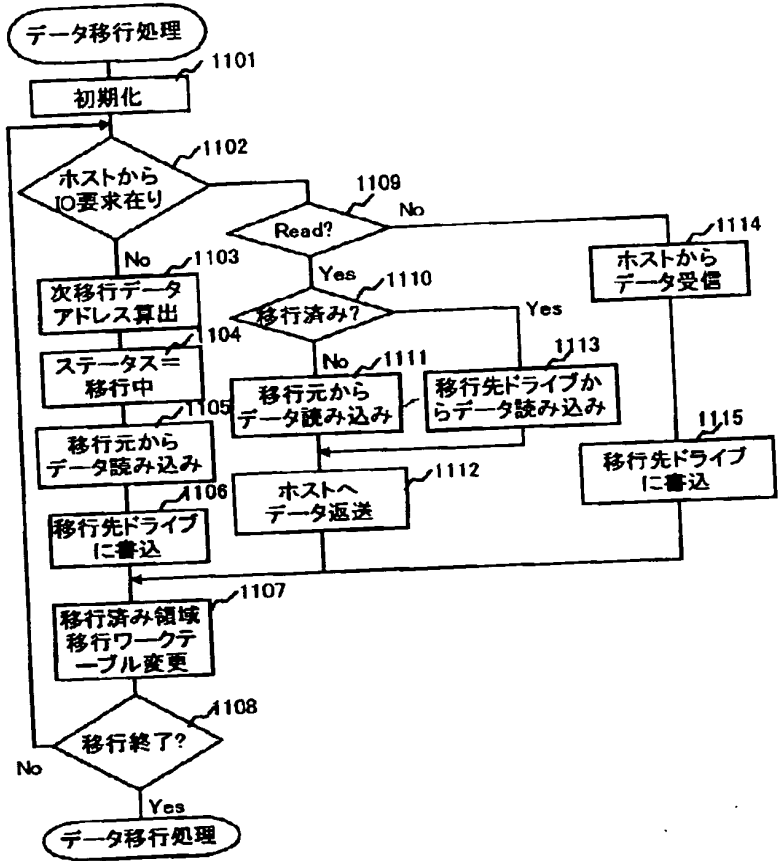 データ移行処理
1101
初期化
1102
ホストから
IO要求在り
1109
Read?
No
1114
ホストから
データ受信
No
1103
次移行データ
アドレス算出
Yes
1110
移行済み?
Yes
1104
ステータス=
移行中
No
1111
移行元から
データ読み込み
1113
移行先ドライブか
らデータ読み込み
1105
移行元から
データ読み込み
1115
移行先ドライブ
に書込
1112
ホストへ
データ返送
1106
移行先ドライブ
に書込
1107
移行済み領域
移行ワークテ
ーブル変更
1108
移行終了?
No
Yes
データ移行処理